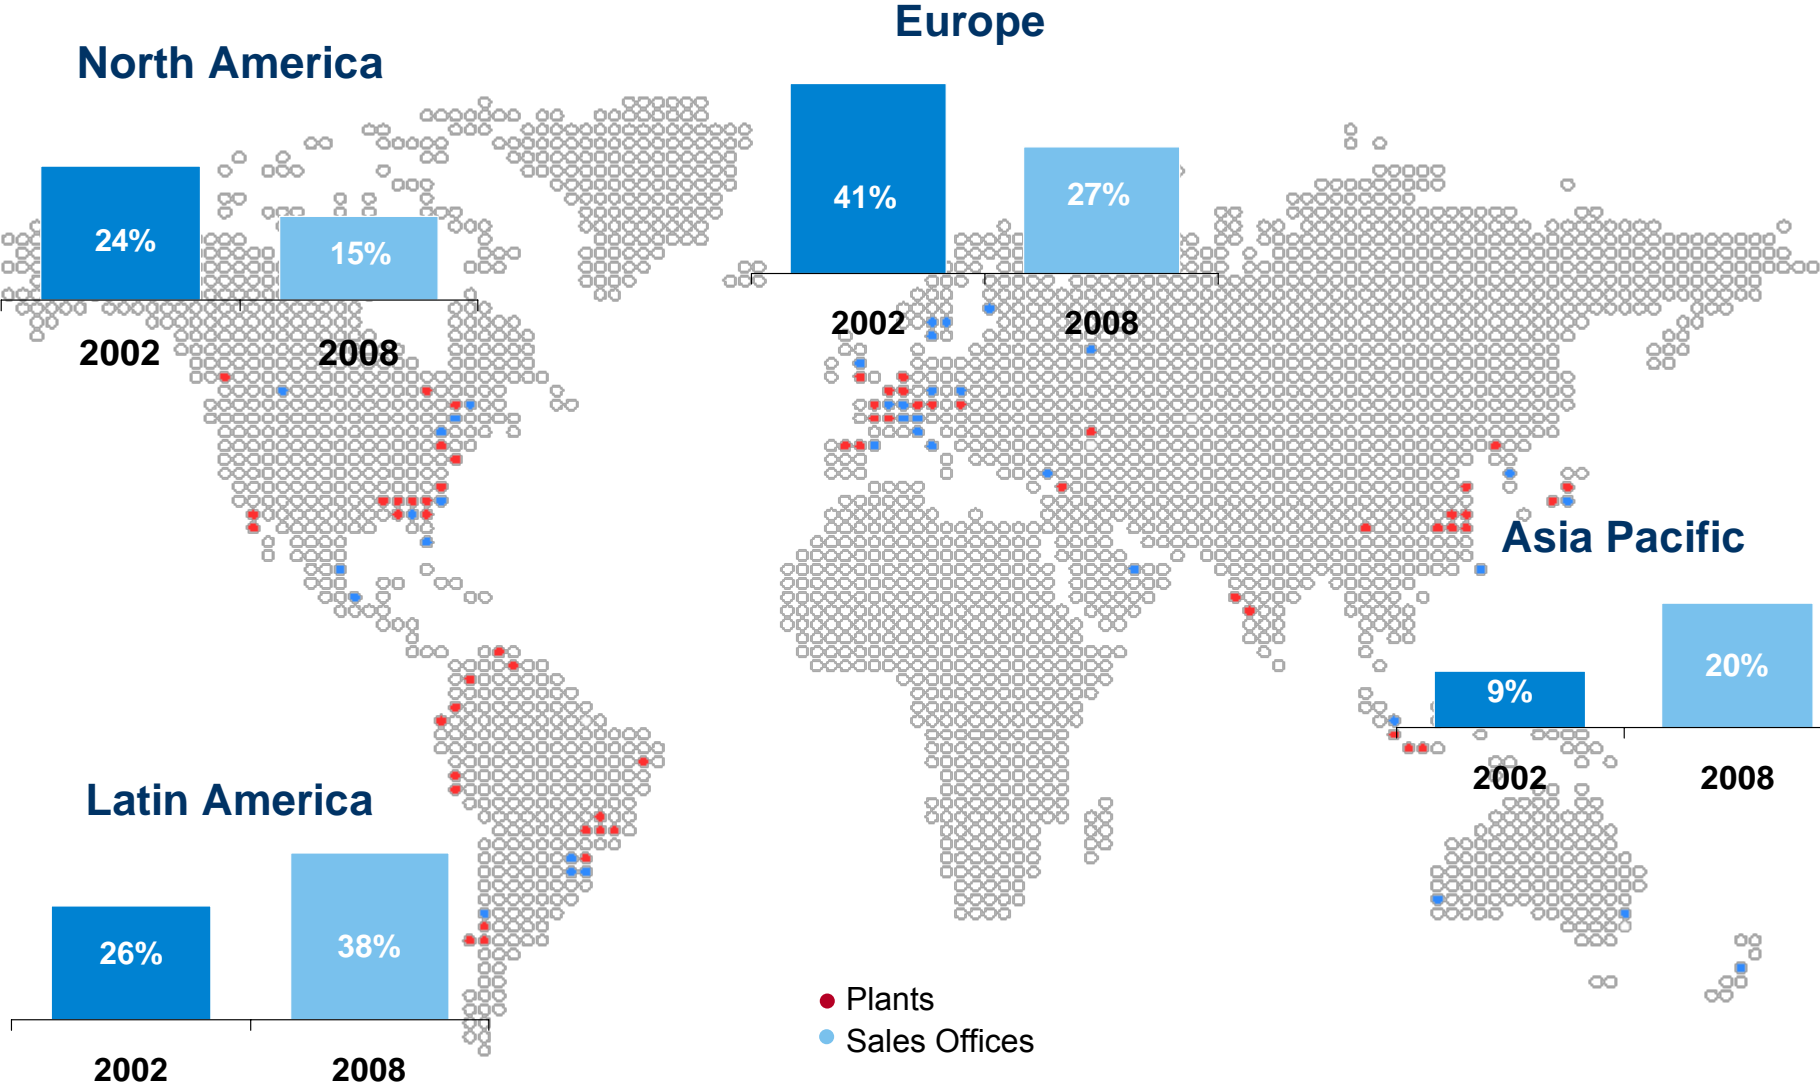 Europe
North America
41%
27%
24%
15%
2002
2008
2002
2008
Asia Pacific
9%
20%
2002
2008
Latin America
26%
38%
2002
2008
Plants
Sales Offices